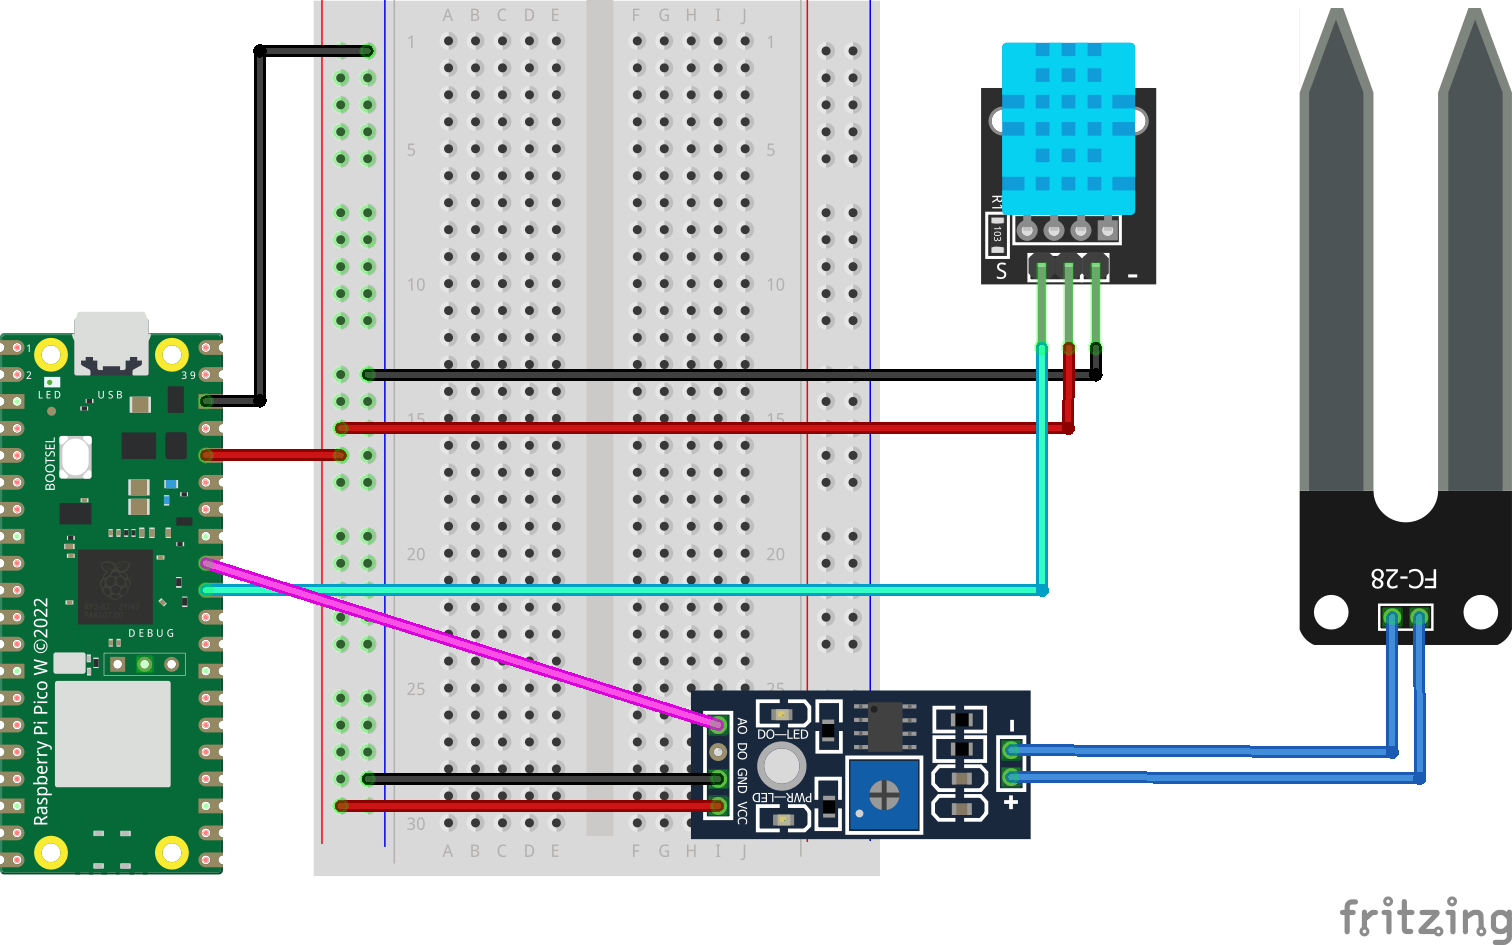 A B C D E F G H I J
1 1
5 5
10 10
15 15
20 20
25 25
30
A B C D E F G H I J
1
2
39
LED
USB
BOOTSEL
DEBUG
Raspberry Pi Pico W ©2022
R1
103
S
-
FC-28
AO
DO
GND
VCC
DO—LED
PWR—LED
-
+
fritzing